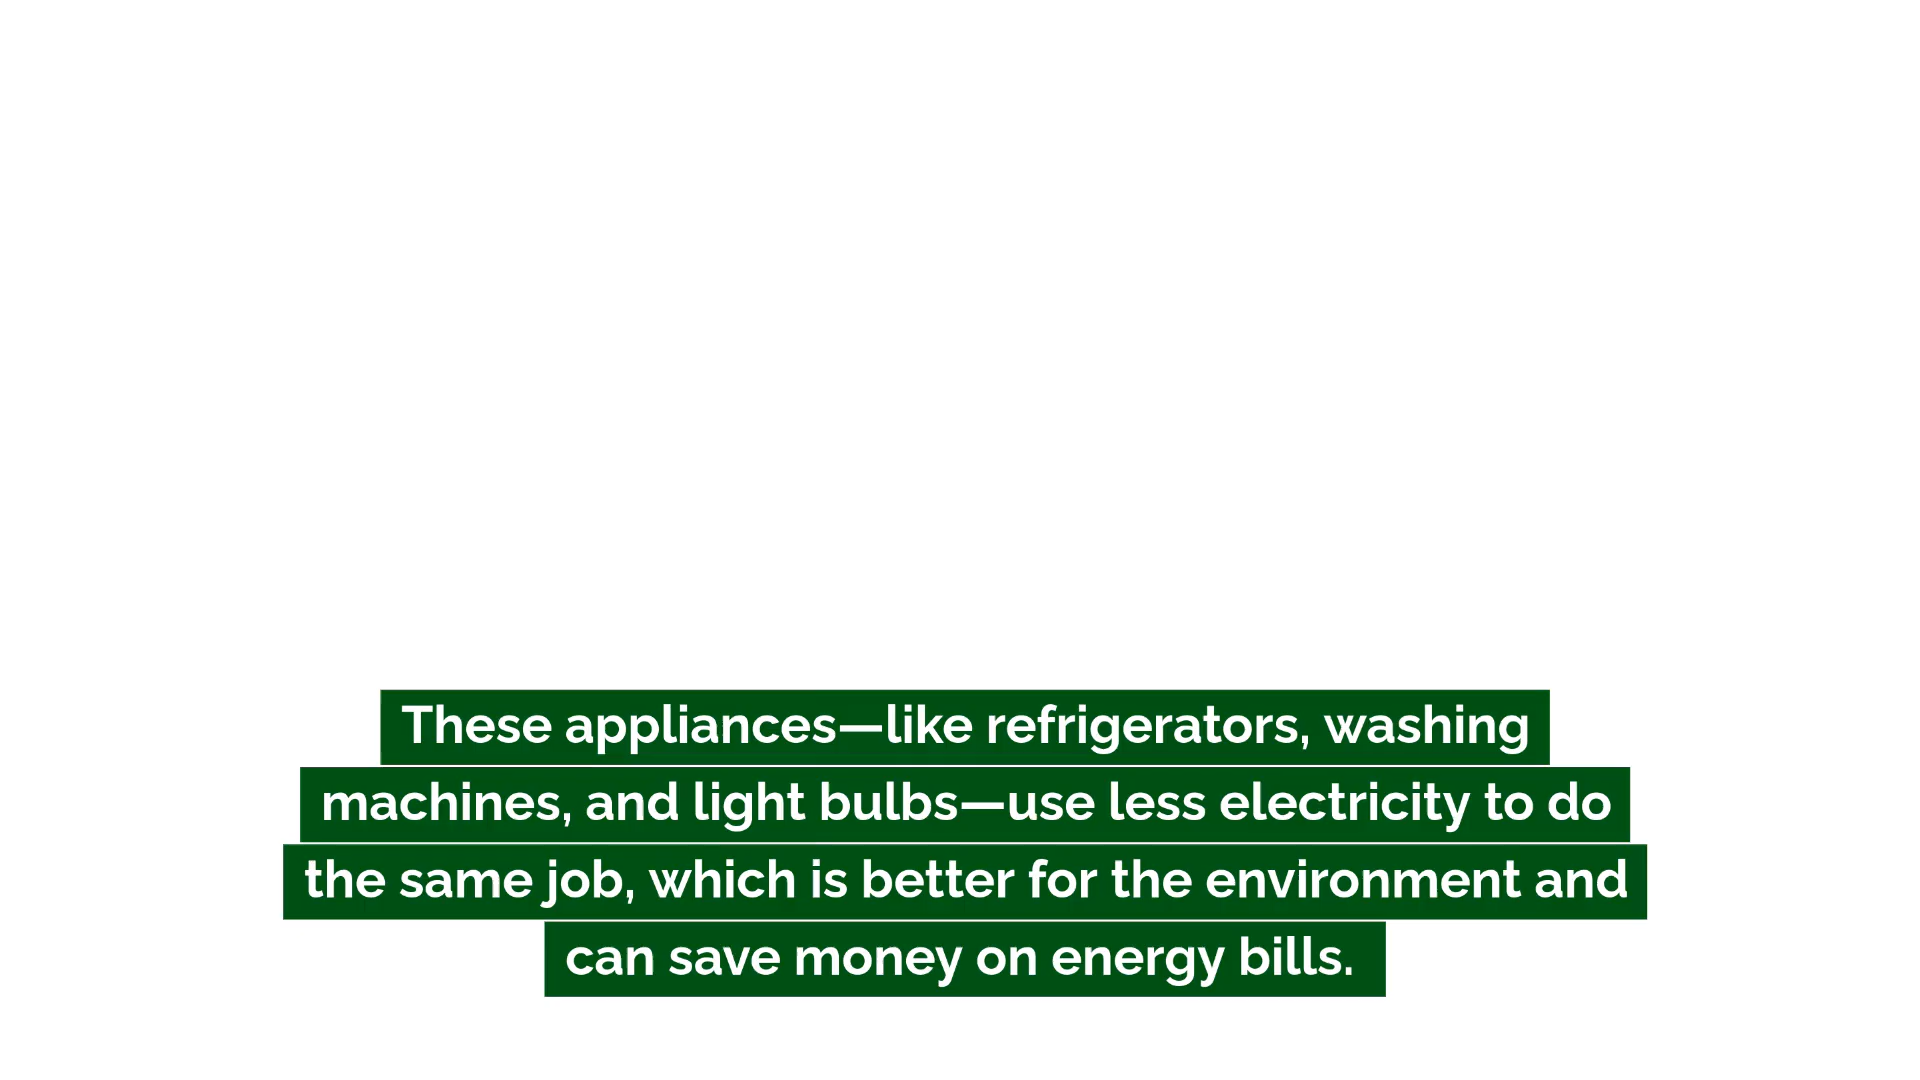 These appliances—like refrigerators, washing
machines, and light bulbs—use less electricity to do
the same job, which is better for the environment and
can save money on energy bills.